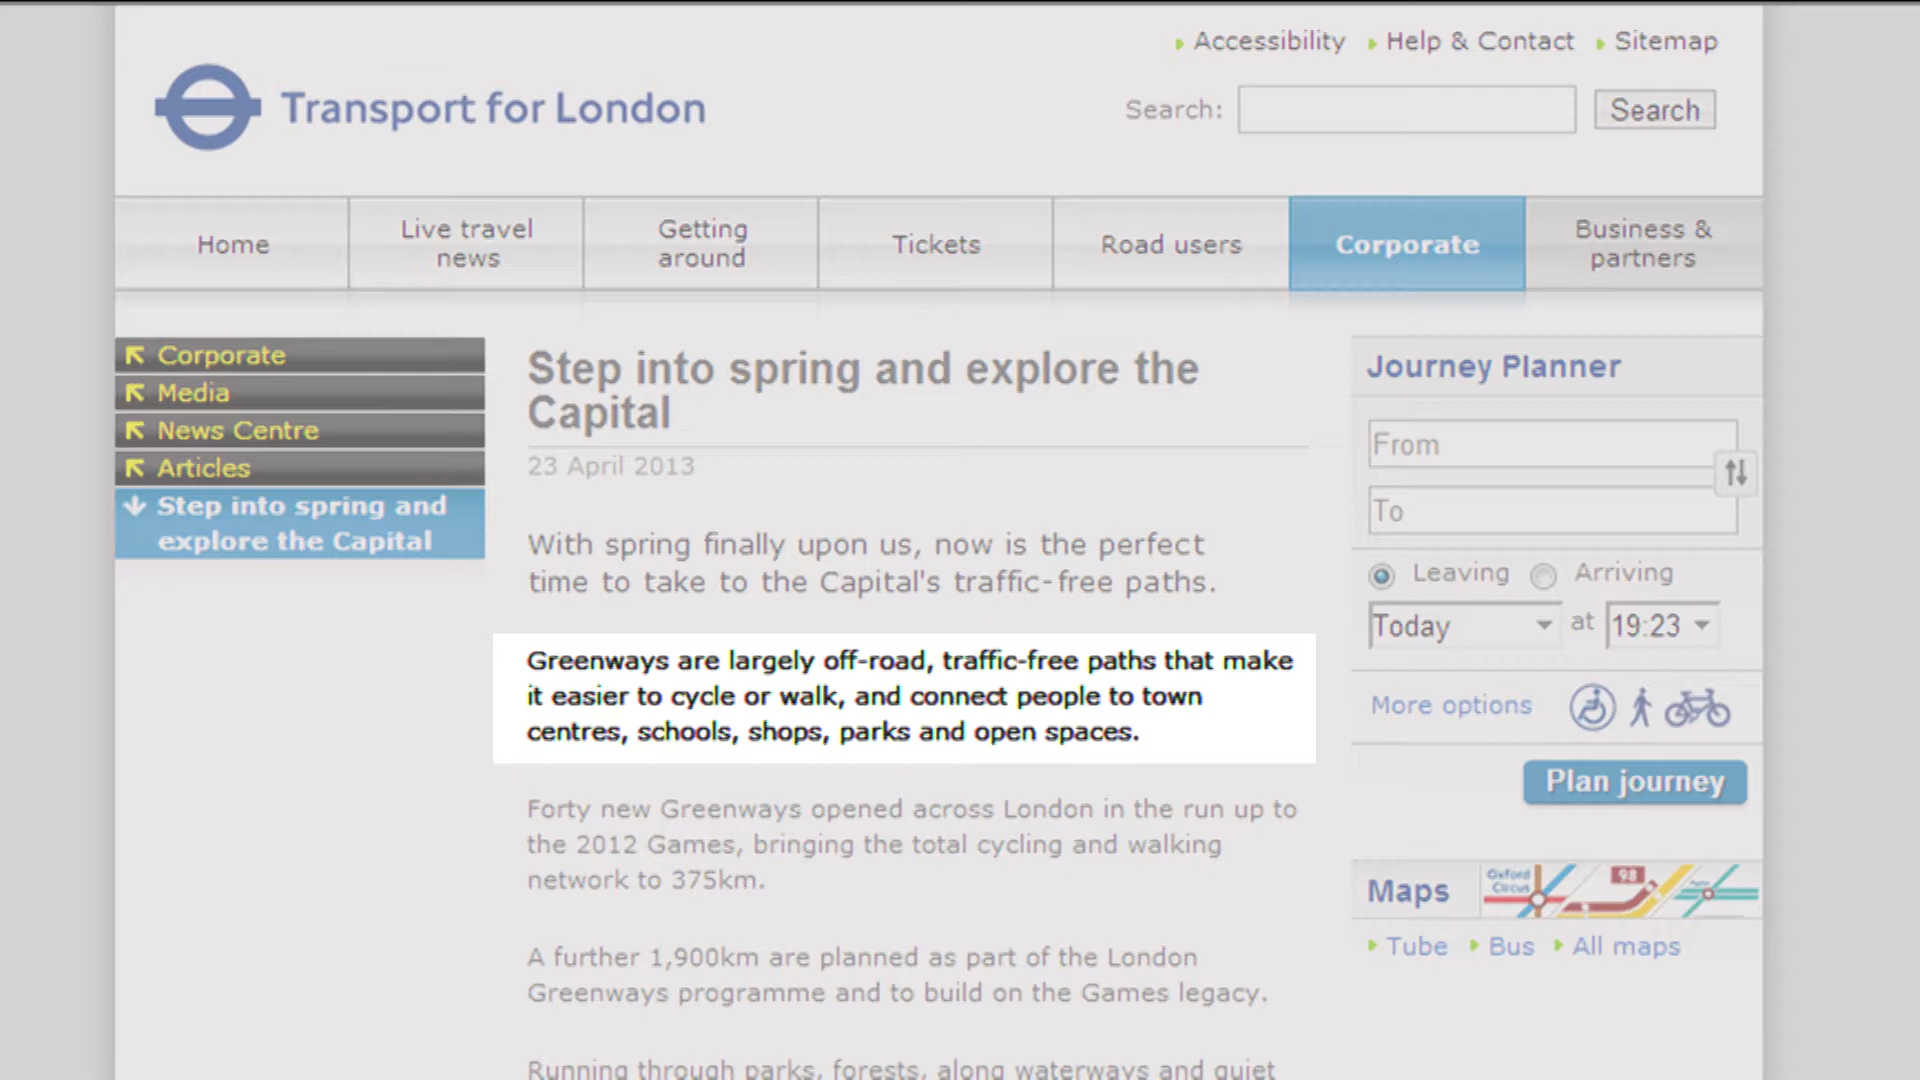 Accessibility Help & Contact Sitemap
Transport for London
Search: Search
Home Live travel news Getting around Tickets Road users Corporate Business & partners
Corporate
Media
News Centre
Articles
Step into spring and
explore the Capital
Step into spring and explore the
Capital
23 April 2013
With spring finally upon us, now is the perfect
time to take to the Capital's traffic-free paths.
Greenways are largely off-road, traffic-free paths that make
it easier to cycle or walk, and connect people to town
centres, schools, shops, parks and open spaces.
Forty new Greenways opened across London in the run up to
the 2012 Games, bringing the total cycling and walking
network to 375km.
A further 1,900km are planned as part of the London
Greenways programme and to build on the Games legacy.
Running through parks, forests, along waterways and quiet
Journey Planner
From
To
Leaving Arriving
Today at 19:23
More options
Plan journey
Maps
Oxford
Circus
98
Tube Bus All maps